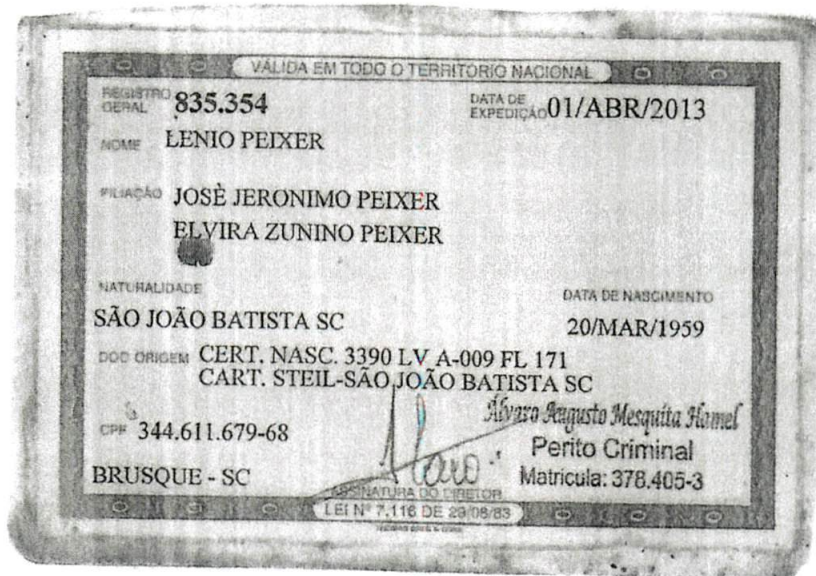 VÁLIDA EM TODO O TERRITÓRIO NACIONAL
REGISTRO GERAL 835.354 DATA DE EXPEDIÇÃO 01/ABR/2013
NOME LENIO PEIXER
FILIAÇÃO JOSÈ JERONIMO PEIXER
ELVIRA ZUNINO PEIXER
NATURALIDADE DATA DE NASCIMENTO
SÃO JOÃO BATISTA SC 20/MAR/1959
DOC ORIGEM CERT. NASC. 3390 LV A-009 FL 171
CART. STEIL-SÃO JOÃO BATISTA SC
Álvaro Augusto Mesquita Hamel
CPF 344.611.679-68
Perito Criminal
BRUSQUE - SC Matrícula: 378.405-3
ASSINATURA DO DIRETOR
LEI Nº 7.116 DE 29/08/83